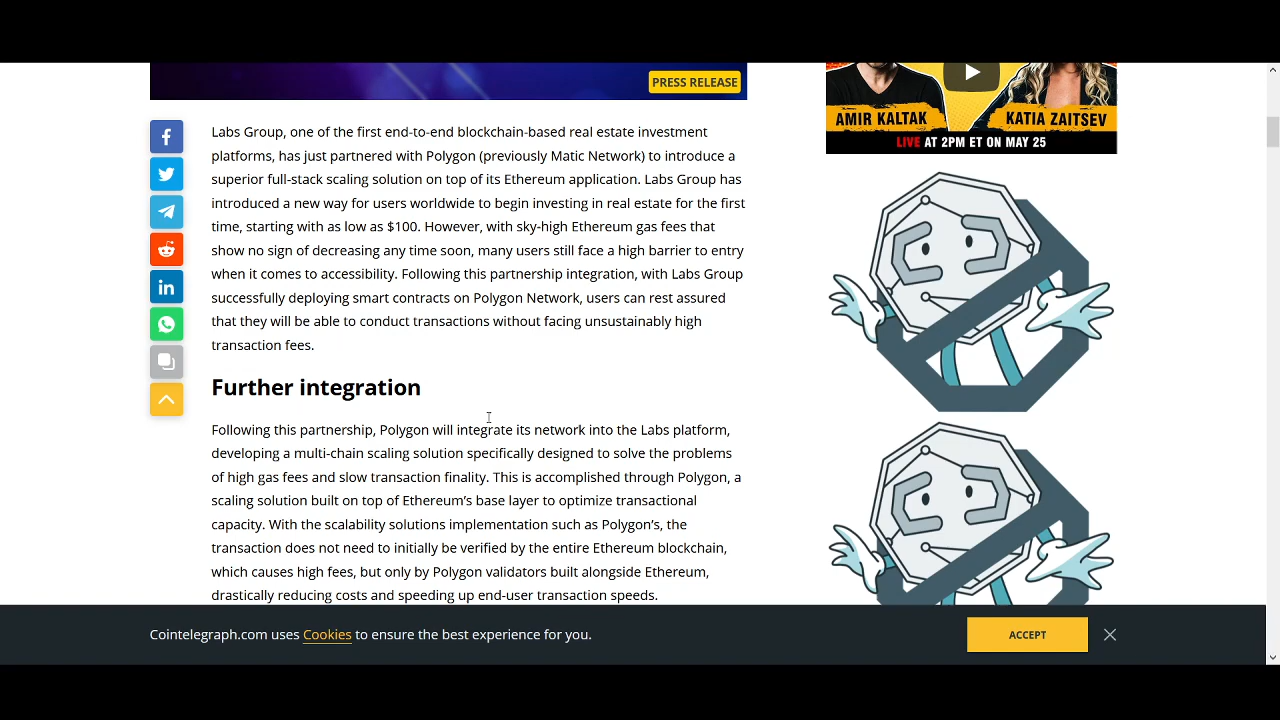 PRESS RELEASE
AMIR KALTAK
KATIA ZAITSEV
LIVE AT 2PM ET ON MAY 25
Labs Group, one of the first end-to-end blockchain-based real estate investment
platforms, has just partnered with Polygon (previously Matic Network) to introduce a
superior full-stack scaling solution on top of its Ethereum application. Labs Group has
introduced a new way for users worldwide to begin investing in real estate for the first
time, starting with as low as $100. However, with sky-high Ethereum gas fees that
show no sign of decreasing any time soon, many users still face a high barrier to entry
when it comes to accessibility. Following this partnership integration, with Labs Group
successfully deploying smart contracts on Polygon Network, users can rest assured
that they will be able to conduct transactions without facing unsustainably high
transaction fees.
Further integration
Following this partnership, Polygon will integrate its network into the Labs platform,
developing a multi-chain scaling solution specifically designed to solve the problems
of high gas fees and slow transaction finality. This is accomplished through Polygon, a
scaling solution built on top of Ethereum’s base layer to optimize transactional
capacity. With the scalability solutions implementation such as Polygon’s, the
transaction does not need to initially be verified by the entire Ethereum blockchain,
which causes high fees, but only by Polygon validators built alongside Ethereum,
drastically reducing costs and speeding up end-user transaction speeds.
Cointelegraph.com uses Cookies to ensure the best experience for you.
ACCEPT